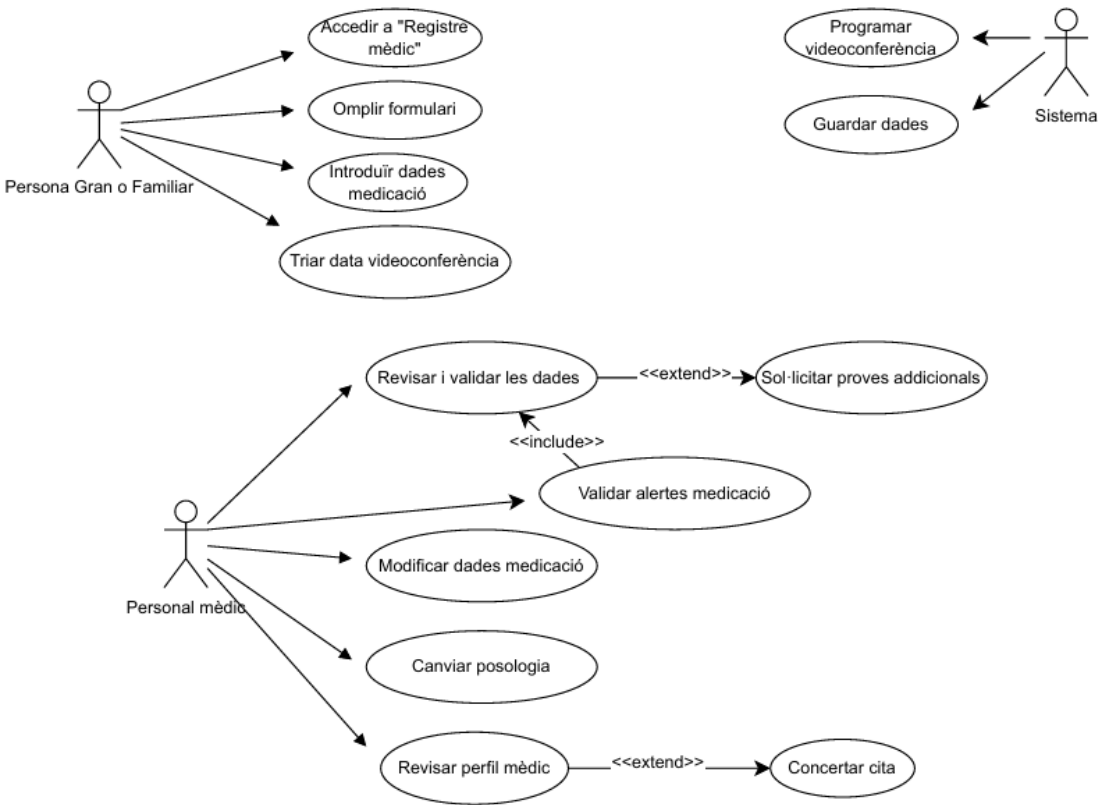 Accedir a "Registre
mèdic"
Omplir formulari
Introduïr dades
medicació
Triar data videoconferència
Persona Gran o Familiar
Programar
videoconferència
Guardar dades
Sistema
Revisar i validar les dades
<<extend>>
Sol·licitar proves addicionals
<<include>>
Validar alertes medicació
Modificar dades medicació
Personal mèdic
Canviar posologia
Revisar perfil mèdic
<<extend>>
Concertar cita